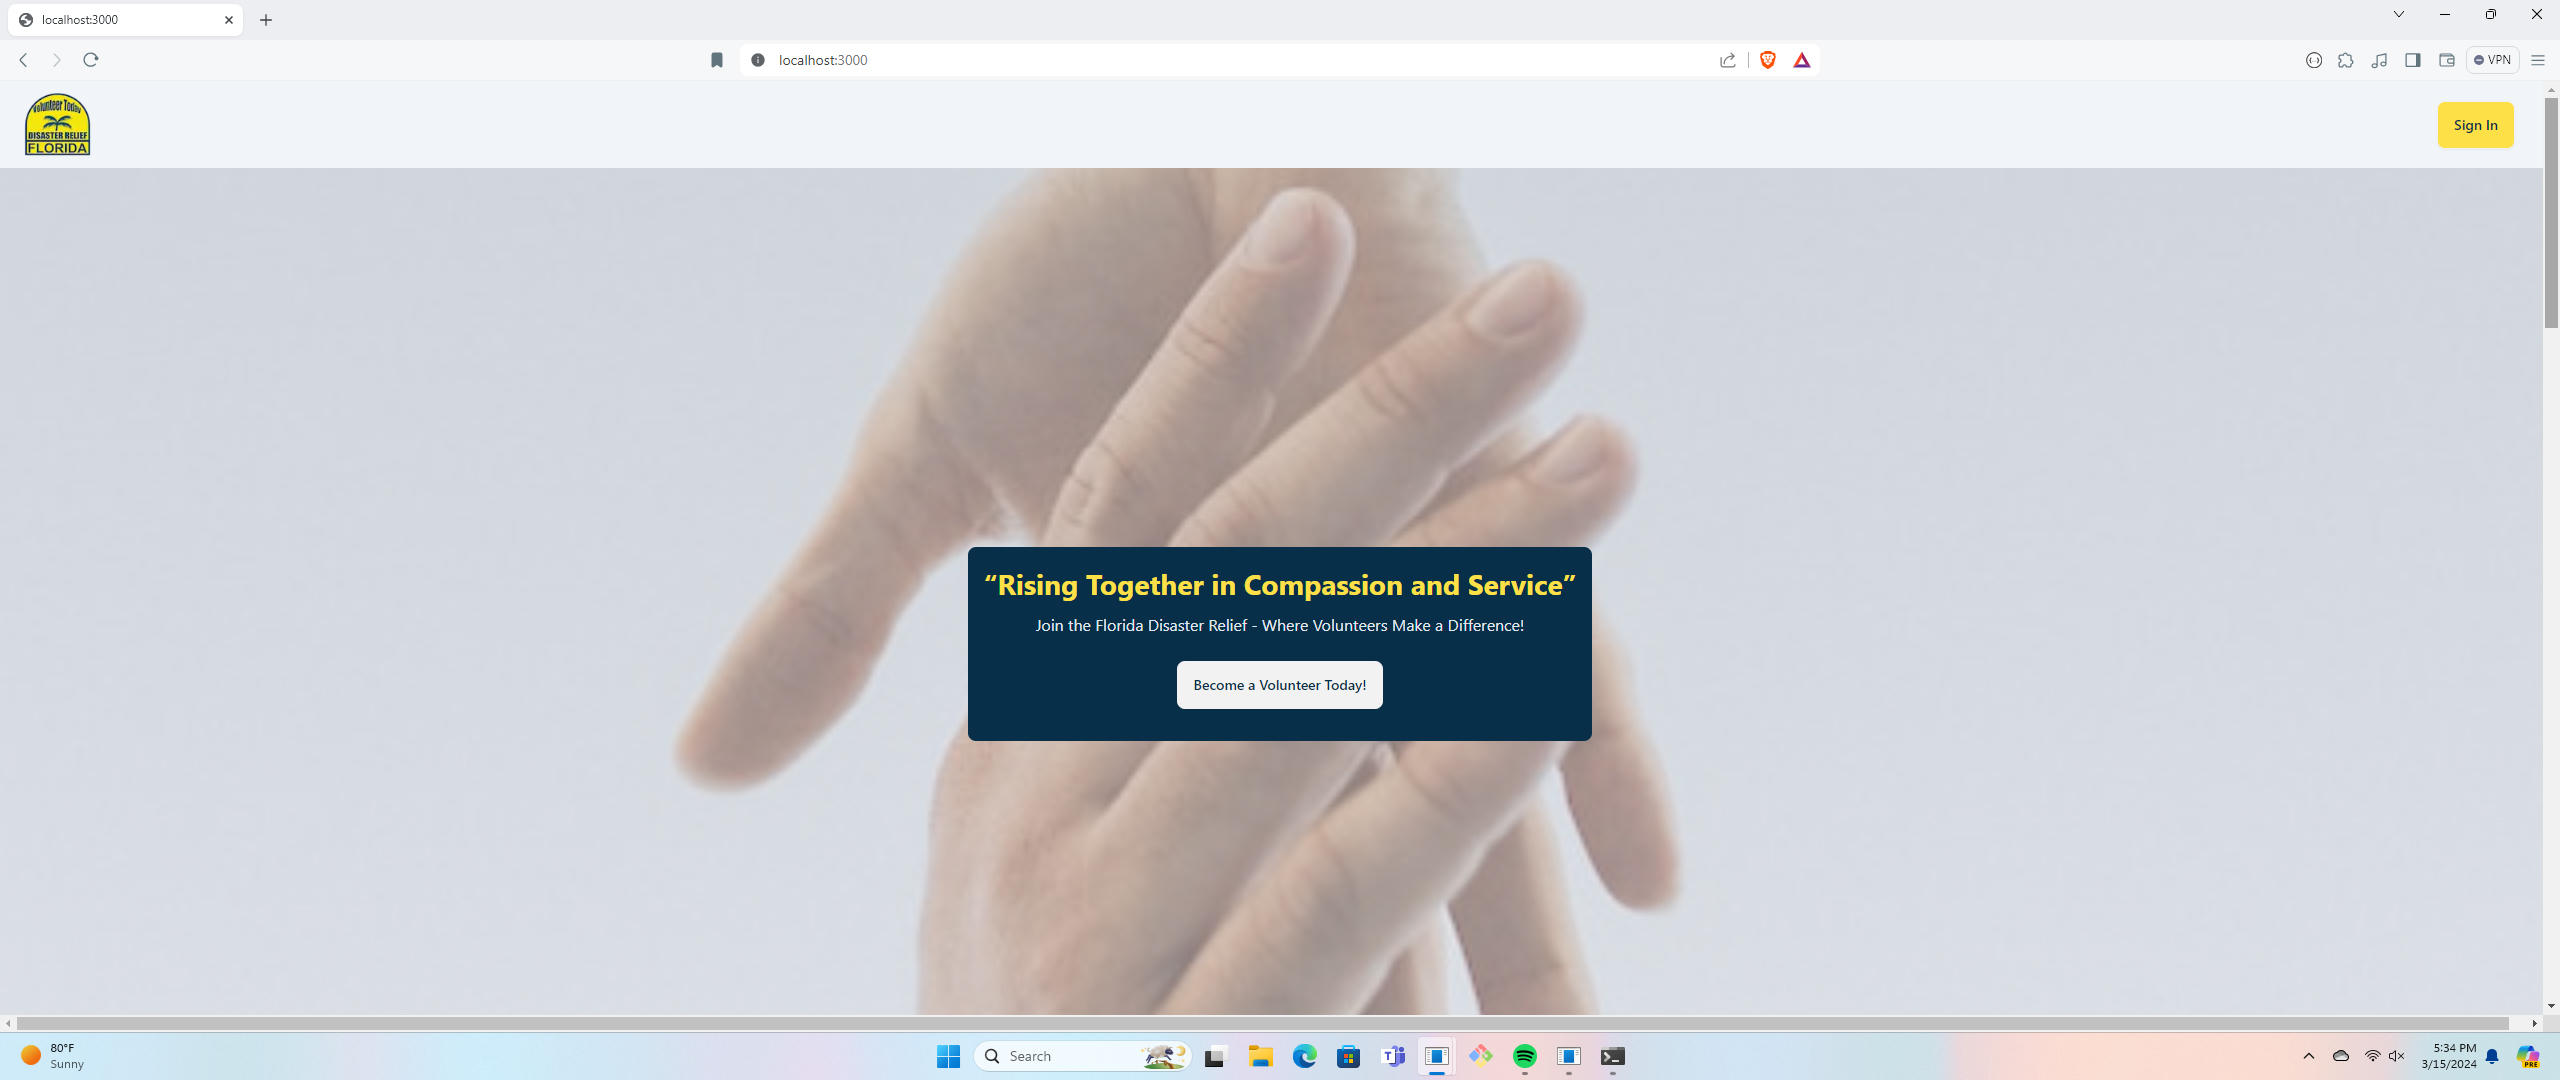 localhost:3000
localhost:3000
VPN
Volunteer Today
DISASTER RELIEF
FLORIDA
Sign In
“Rising Together in Compassion and Service”
Join the Florida Disaster Relief - Where Volunteers Make a Difference!
Become a Volunteer Today!
80°F
Sunny
Search
5:34 PM
3/15/2024
PRE